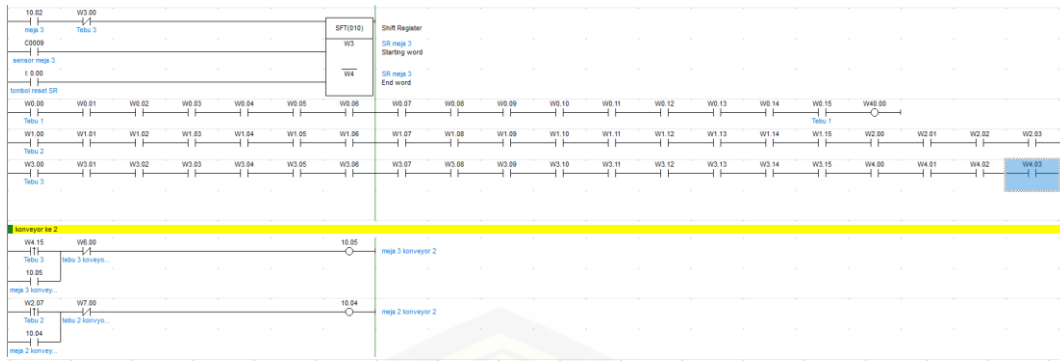 10.02 W3.00
meja 3 Tebu 3
SFT(010) Shift Register
C0009
sensor meja 3
W3 SR meja 3
Starting word
I: 0.00
tombol reset SR
W4 SR meja 3
End word
W0.00 W0.01 W0.02 W0.03 W0.04 W0.05 W0.06 W0.07 W0.08 W0.09 W0.10 W0.11 W0.12 W0.13 W0.14 W0.15 W40.00
Tebu 1 Tebu 1
W1.00 W1.01 W1.02 W1.03 W1.04 W1.05 W1.06 W1.07 W1.08 W1.09 W1.10 W1.11 W1.12 W1.13 W1.14 W1.15 W2.00 W2.01 W2.02 W2.03
Tebu 2
W3.00 W3.01 W3.02 W3.03 W3.04 W3.05 W3.06 W3.07 W3.08 W3.09 W3.10 W3.11 W3.12 W3.13 W3.14 W3.15 W4.00 W4.01 W4.02 W4.03
Tebu 3
konveyor ke 2
W4.15 W6.00 10.05
Tebu 3 tebu 3 koveyo... meja 3 konveyor 2
10.05
meja 3 konvey...
W2.07 W7.00 10.04
Tebu 2 tebu 2 konvyo... meja 2 konveyor 2
10.04
meja 2 konvey...